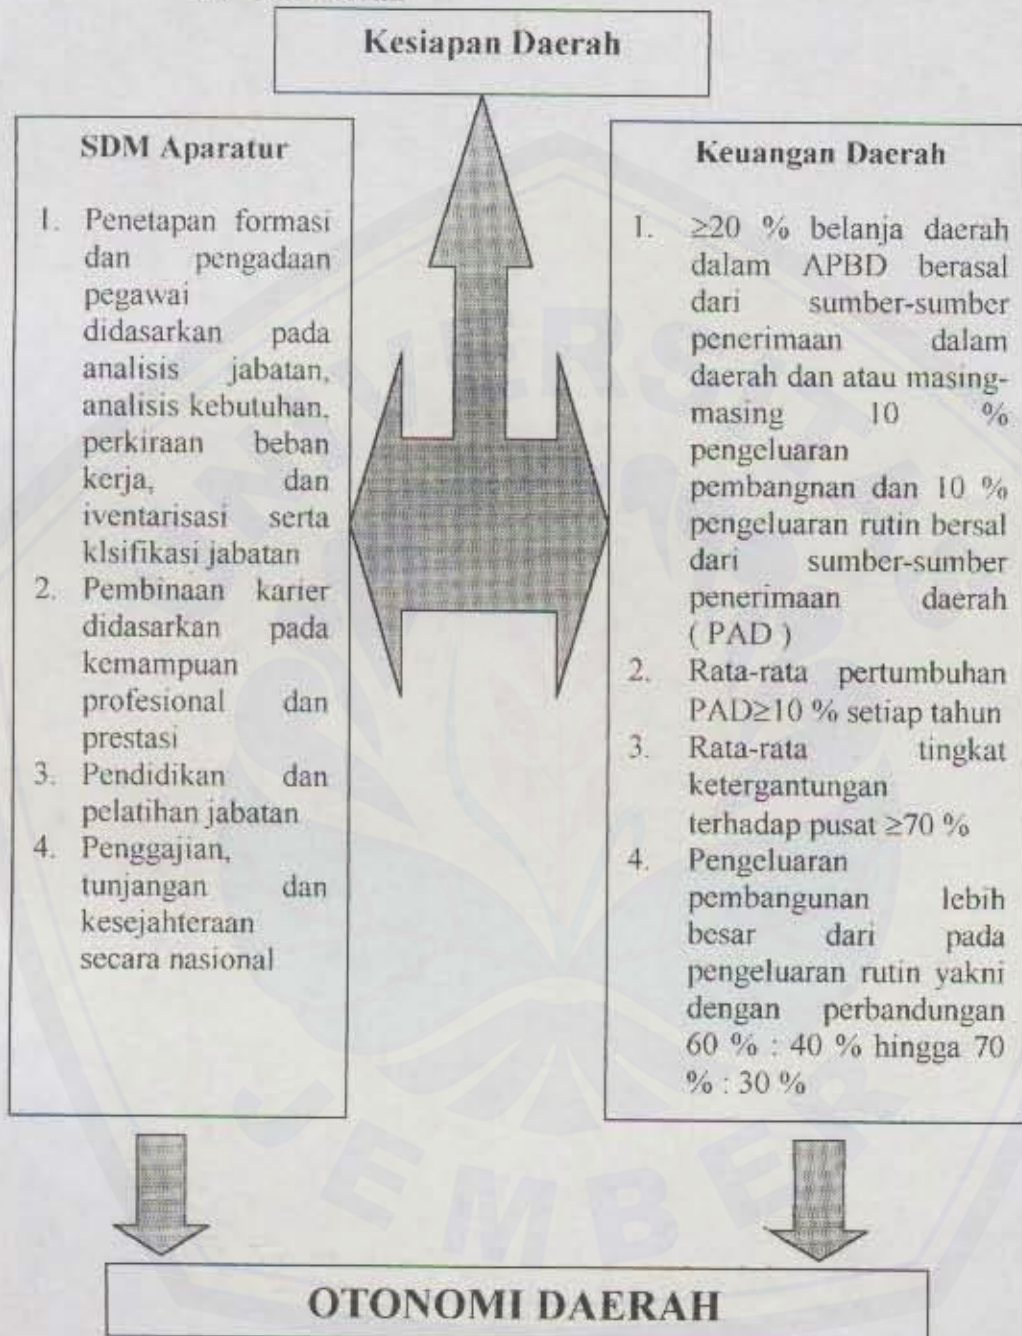 Kesiapan Daerah
SDM Aparatur
1. Penetapan formasi
dan pengadaan
pegawai
didasarkan pada
analisis jabatan,
analisis kebutuhan,
perkiraan beban
kerja, dan
iventarisasi serta
klsifikasi jabatan
2. Pembinaan karier
didasarkan pada
kemampuan
profesional dan
prestasi
3. Pendidikan dan
pelatihan jabatan
4. Penggajian,
tunjangan dan
kesejahteraan
secara nasional
Keuangan Daerah
1. ≥20 % belanja daerah
dalam APBD berasal
dari sumber-sumber
penerimaan dalam
daerah dan atau masing-
masing 10 %
pengeluaran
pembangnan dan 10 %
pengeluaran rutin bersal
dari sumber-sumber
penerimaan daerah
( PAD )
2. Rata-rata pertumbuhan
PAD≥10 % setiap tahun
3. Rata-rata tingkat
ketergantungan
terhadap pusat ≥70 %
4. Pengeluaran
pembangunan lebih
besar dari pada
pengeluaran rutin yakni
dengan perbandungan
60 % : 40 % hingga 70
% : 30 %
OTONOMI DAERAH
JEMBER